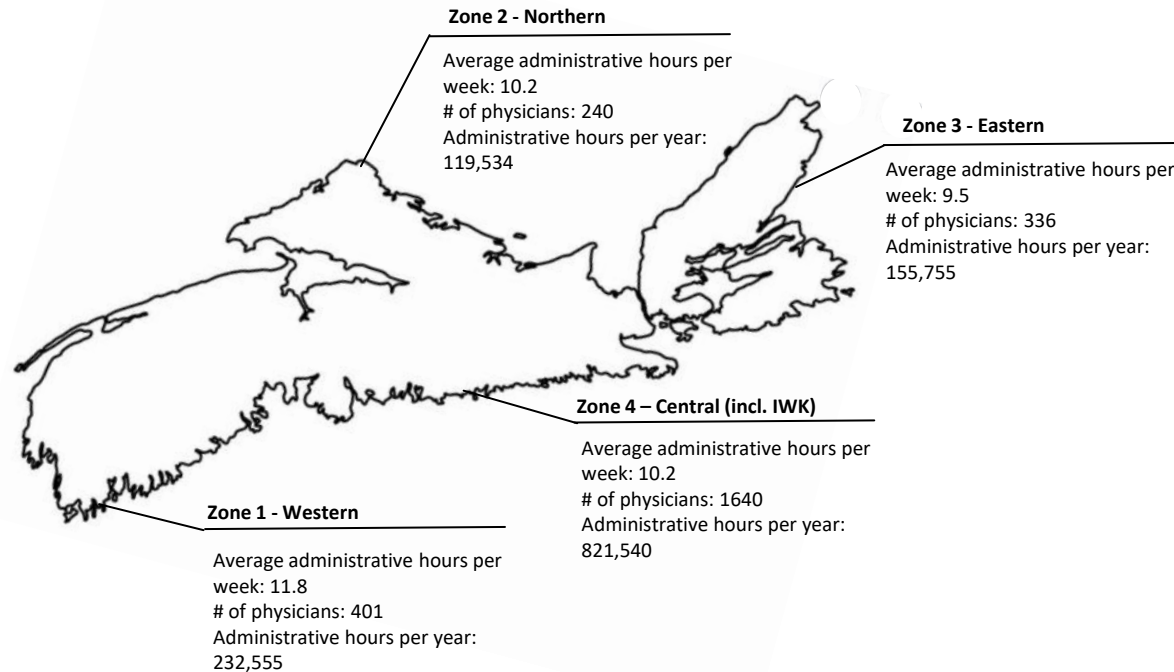 Zone 2 - Northern
Average administrative hours per
week: 10.2
# of physicians: 240
Administrative hours per year:
119,534
Zone 3 - Eastern
Average administrative hours per
week: 9.5
# of physicians: 336
Administrative hours per year:
155,755
Zone 4 – Central (incl. IWK)
Average administrative hours per
week: 10.2
# of physicians: 1640
Administrative hours per year:
821,540
Zone 1 - Western
Average administrative hours per
week: 11.8
# of physicians: 401
Administrative hours per year:
232,555